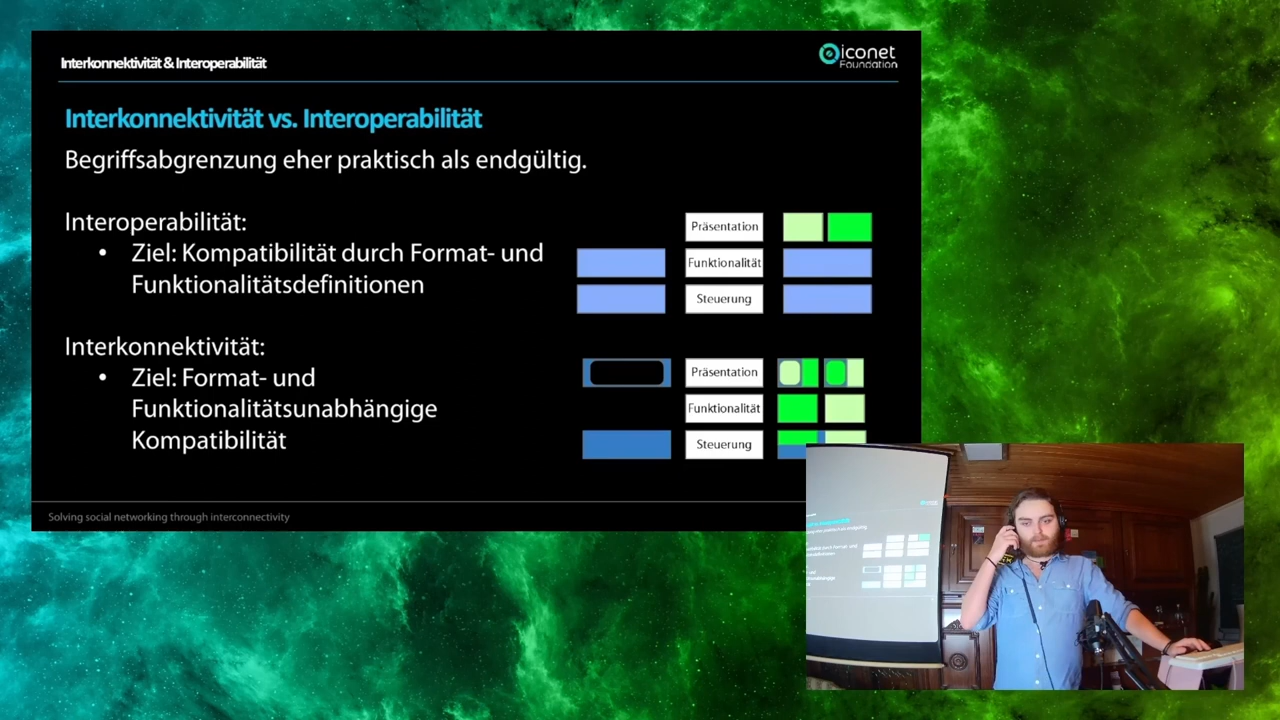 Interkonnektivität & Interoperabilität
iconet
Foundation
Interkonnektivität vs. Interoperabilität
Begriffsabgrenzung eher praktisch als endgültig.
Interoperabilität:
• Ziel: Kompatibilität durch Format- und
Funktionalitätsdefinitionen
Präsentation
Funktionalität
Steuerung
Interkonnektivität:
• Ziel: Format- und
Funktionalitätsunabhängige
Kompatibilität
Präsentation
Funktionalität
Steuerung
Solving social networking through interconnectivity